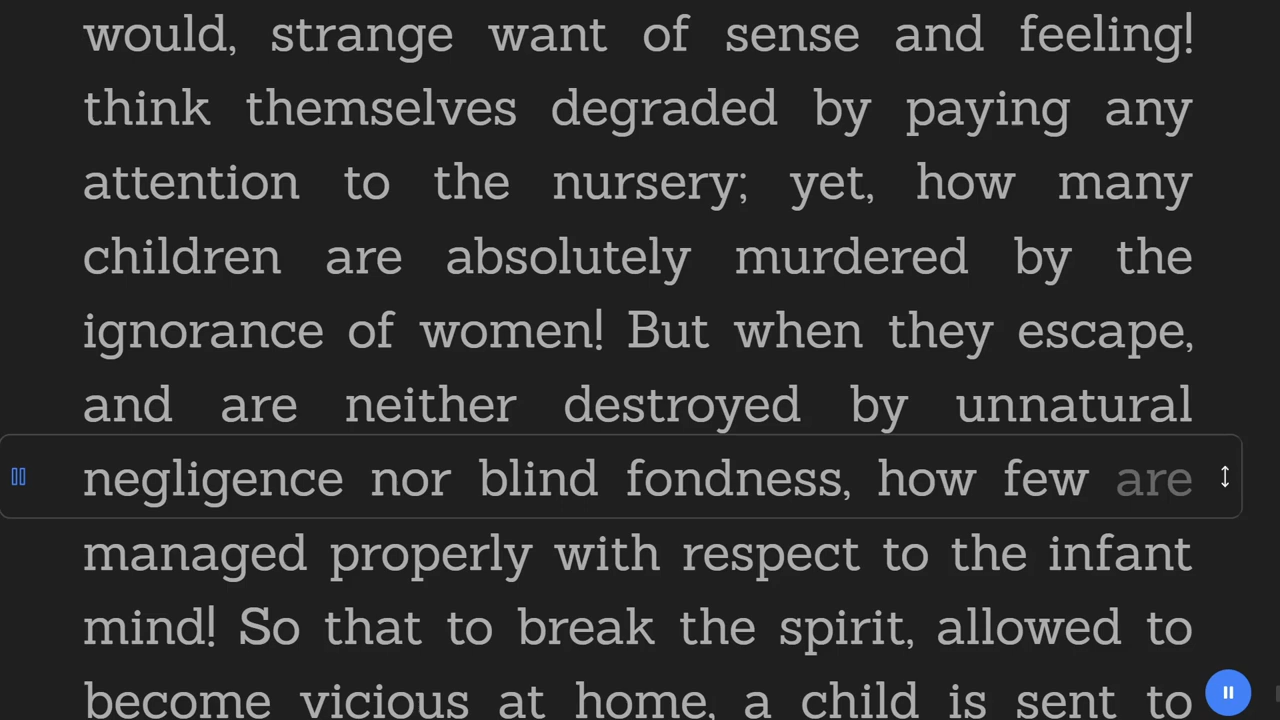 would, strange want of sense and feeling!
think themselves degraded by paying any
attention to the nursery; yet, how many
children are absolutely murdered by the
ignorance of women! But when they escape,
and are neither destroyed by unnatural
negligence nor blind fondness, how few are
managed properly with respect to the infant
mind! So that to break the spirit, allowed to
become vicious at home, a child is sent to